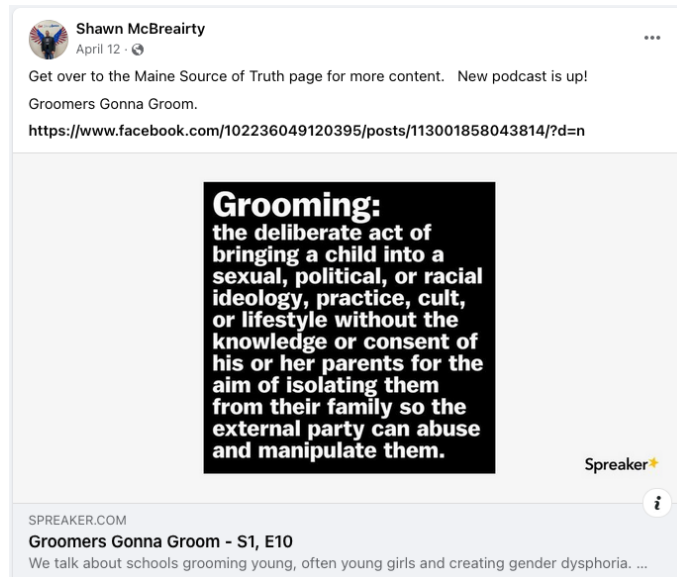 Shawn McBreairty
April 12 ·
Get over to the Maine Source of Truth page for more content. New podcast is up!
Groomers Gonna Groom.
https://www.facebook.com/102236049120395/posts/113001858043814/?d=n
Grooming:
the deliberate act of
bringing a child into a
sexual, political, or racial
ideology, practice, cult,
or lifestyle without the
knowledge or consent of
his or her parents for the
aim of isolating them
from their family so the
external party can abuse
and manipulate them.
Spreaker
i
SPREAKER.COM
Groomers Gonna Groom - S1, E10
We talk about schools grooming young, often young girls and creating gender dysphoria. ...